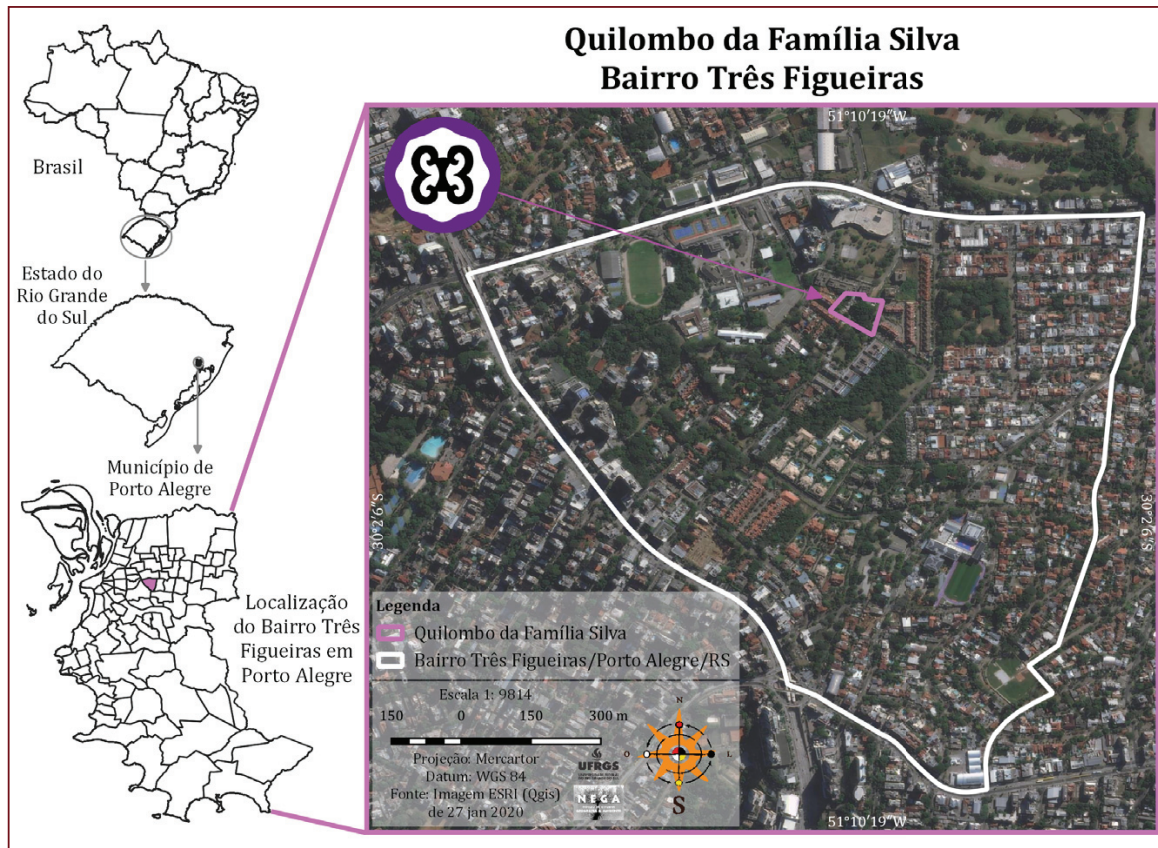 Quilombo da Família Silva
Bairro Três Figueiras
Brasil
Estado do
Rio Grande
do Sul
Município de
Porto Alegre
Localização
do Bairro Três
Figueiras em
Porto Alegre
51°10′19″W
30°2′6″S
30°2′6″S
51°10′19″W
Legenda
Quilombo da Família Silva
Bairro Três Figueiras/Porto Alegre/RS
Escala 1: 9814
150 0 150 300 m
Projeção: Mercartor
Datum: WGS 84
Fonte: Imagem ESRI (Qgis)
de 27 jan 2020
UFRGS
NEGA
N
O L
S